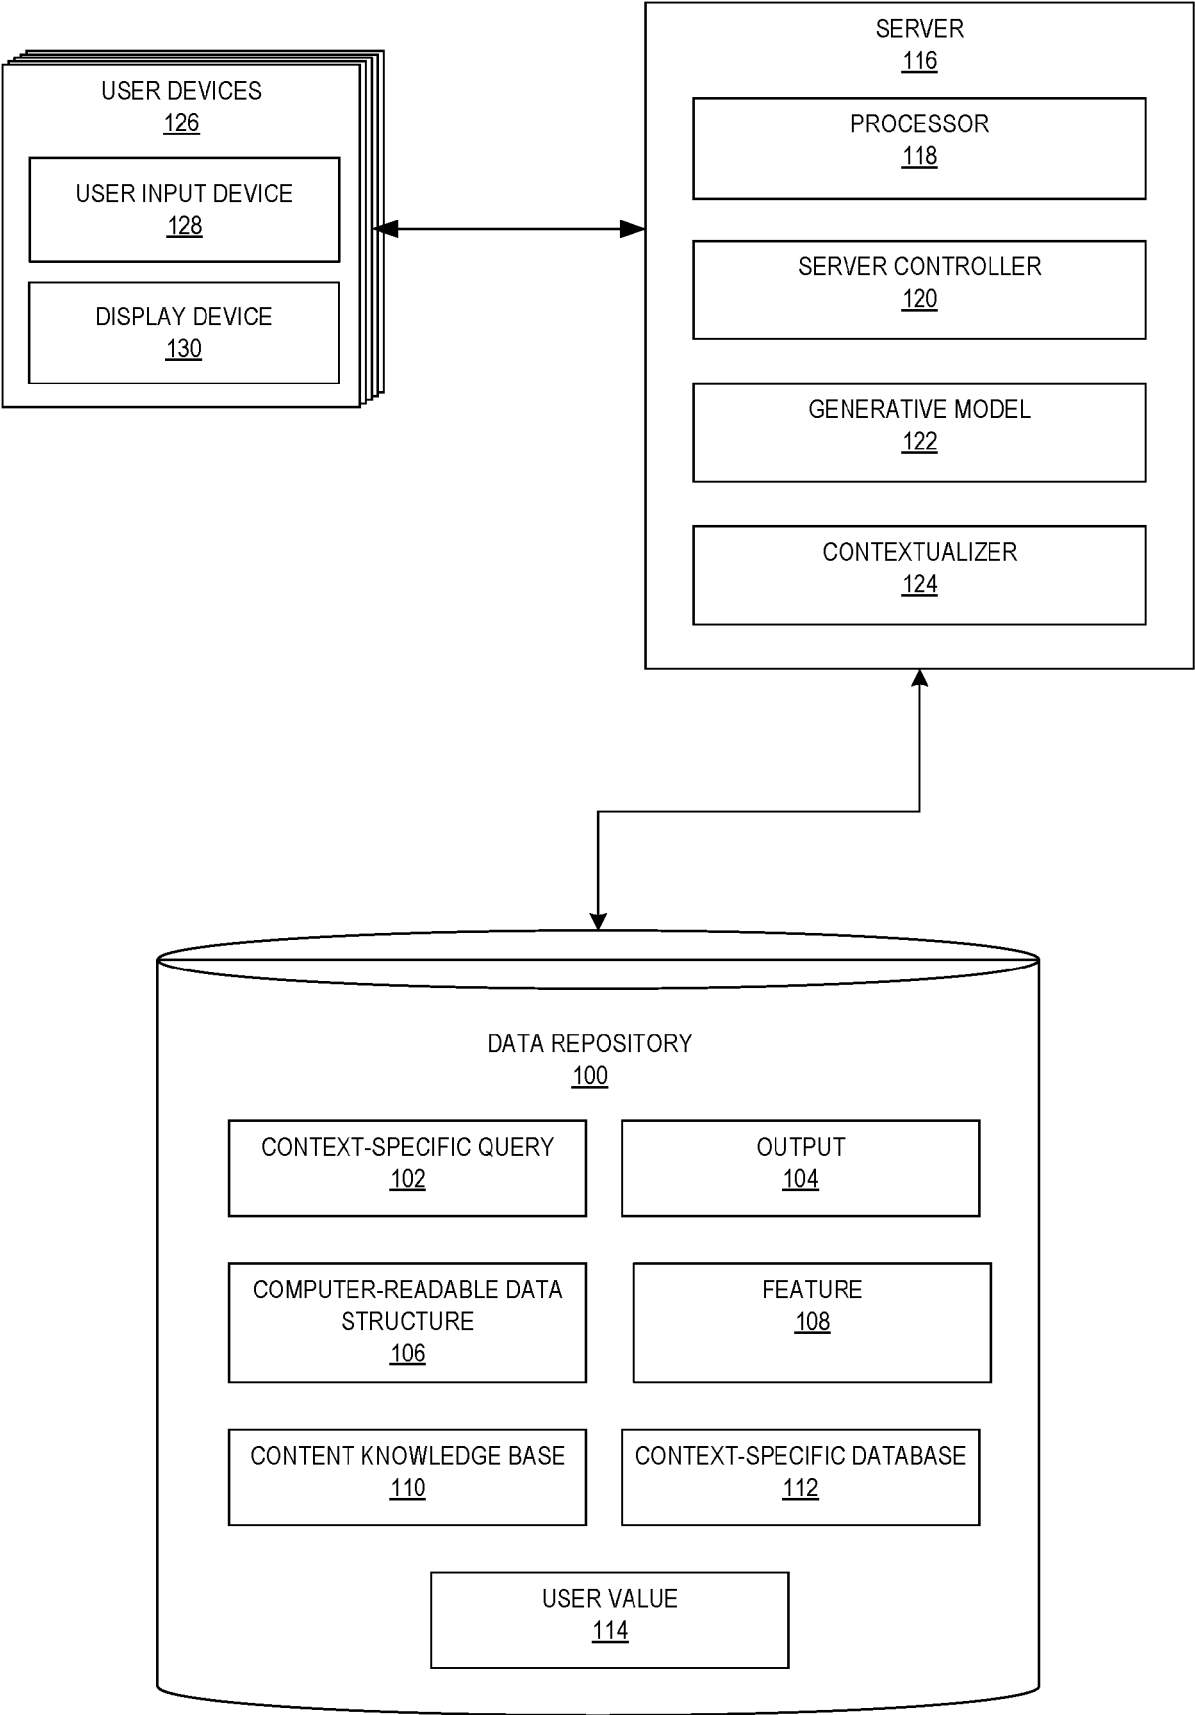 USER DEVICES
126
USER INPUT DEVICE
128
DISPLAY DEVICE
130
SERVER
116
PROCESSOR
118
SERVER CONTROLLER
120
GENERATIVE MODEL
122
CONTEXTUALIZER
124
DATA REPOSITORY
100
CONTEXT-SPECIFIC QUERY
102
OUTPUT
104
COMPUTER-READABLE DATA
STRUCTURE
106
FEATURE
108
CONTENT KNOWLEDGE BASE
110
CONTEXT-SPECIFIC DATABASE
112
USER VALUE
114